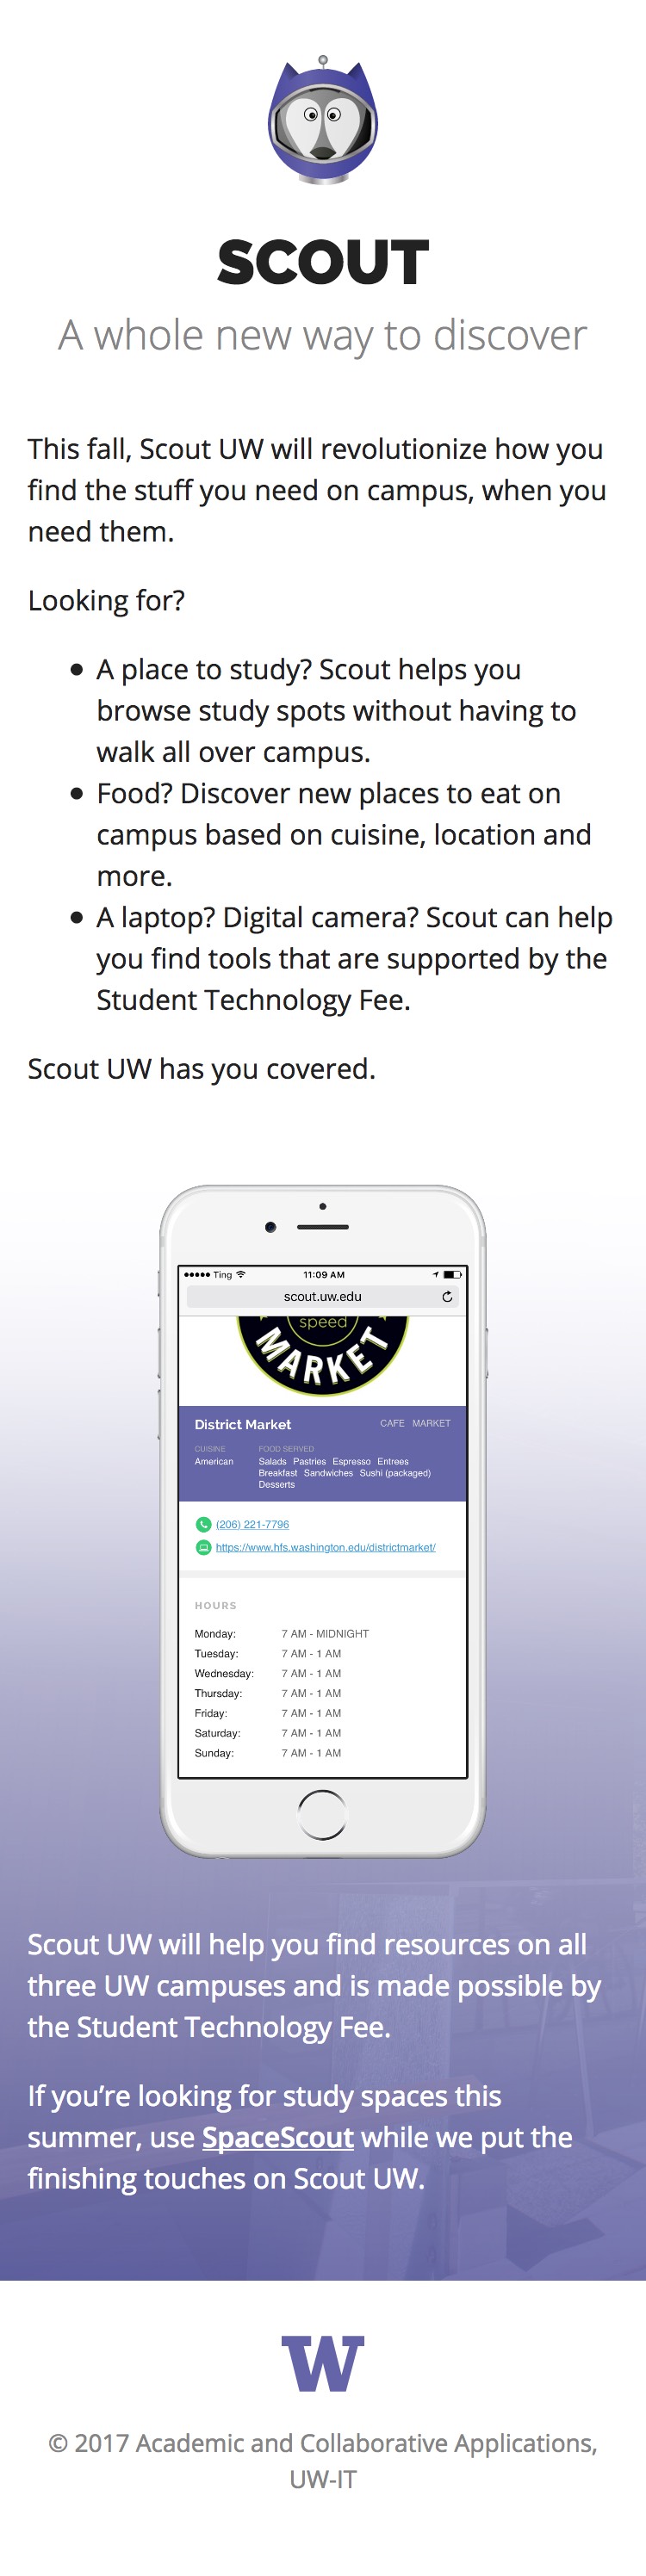 SCOUT
A whole new way to discover
This fall, Scout UW will revolutionize how you
find the stuff you need on campus, when you
need them.
Looking for?
• A place to study? Scout helps you
browse study spots without having to
walk all over campus.
• Food? Discover new places to eat on
campus based on cuisine, location and
more.
• A laptop? Digital camera? Scout can help
you find tools that are supported by the
Student Technology Fee.
Scout UW has you covered.
Ting 11:09 AM
scout.uw.edu
speed
MARKET
District Market CAFE MARKET
CUISINE FOOD SERVED
American Salads Pastries Espresso Entrees
Breakfast Sandwiches Sushi (packaged)
Desserts
(206) 221-7796
https://www.hfs.washington.edu/districtmarket/
HOURS
Monday: 7 AM - MIDNIGHT
Tuesday: 7 AM - 1 AM
Wednesday: 7 AM - 1 AM
Thursday: 7 AM - 1 AM
Friday: 7 AM - 1 AM
Saturday: 7 AM - 1 AM
Sunday: 7 AM - 1 AM
Scout UW will help you find resources on all
three UW campuses and is made possible by
the Student Technology Fee.
If you’re looking for study spaces this
summer, use SpaceScout while we put the
finishing touches on Scout UW.
W
© 2017 Academic and Collaborative Applications,
UW-IT